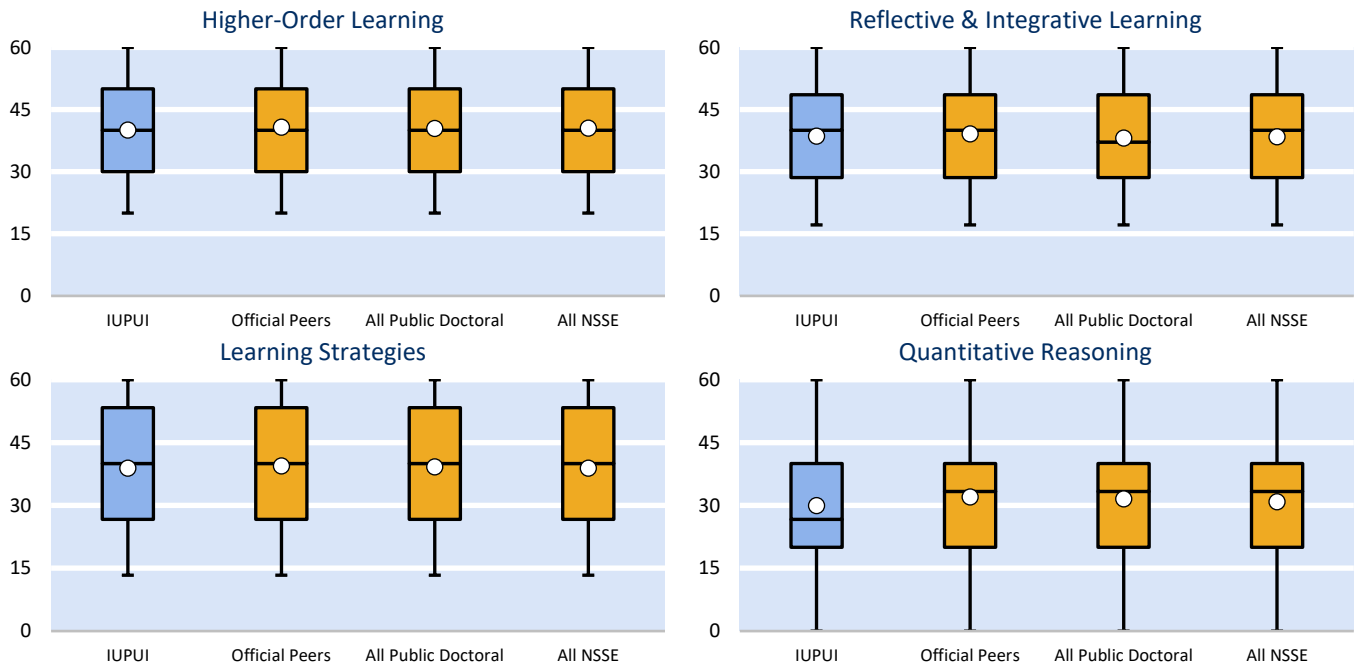 Higher-Order Learning
60
45
30
15
0
IUPUI Official Peers All Public Doctoral All NSSE
Reflective & Integrative Learning
60
45
30
15
0
IUPUI Official Peers All Public Doctoral All NSSE
Learning Strategies
60
45
30
15
0
IUPUI Official Peers All Public Doctoral All NSSE
Quantitative Reasoning
60
45
30
15
0
IUPUI Official Peers All Public Doctoral All NSSE